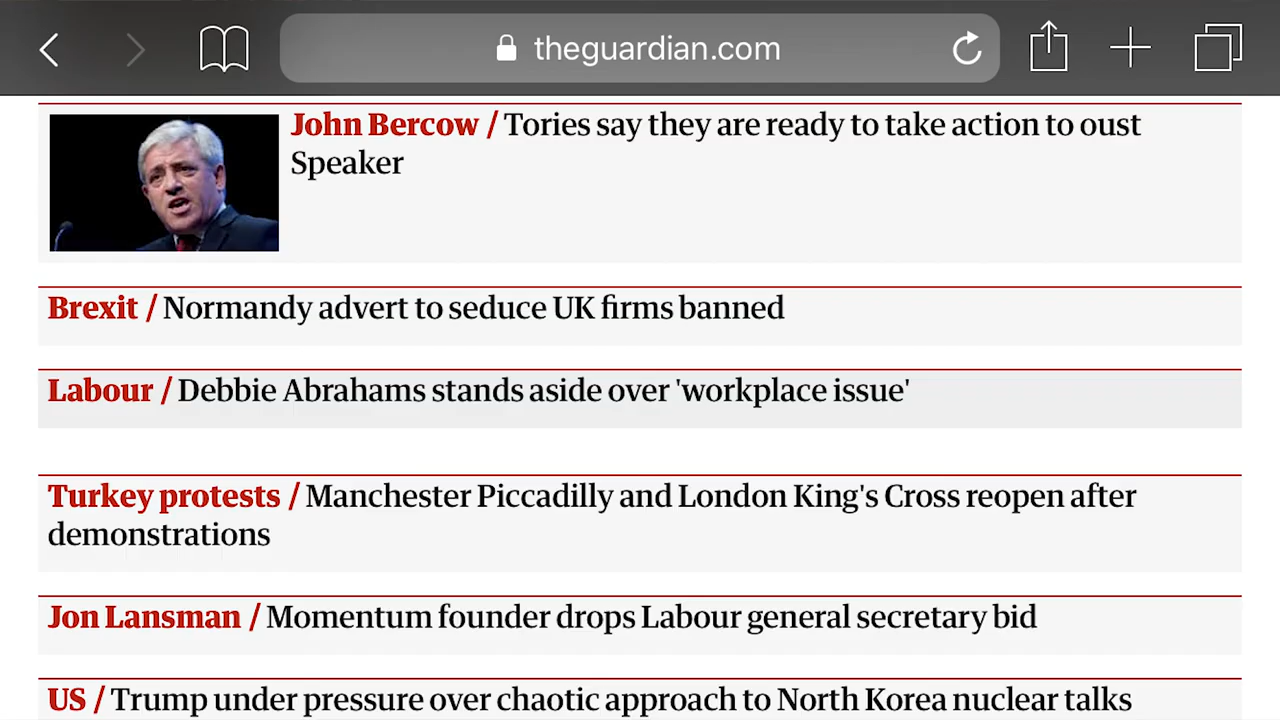 theguardian.com
John Bercow / Tories say they are ready to take action to oust
Speaker
Brexit / Normandy advert to seduce UK firms banned
Labour / Debbie Abrahams stands aside over 'workplace issue'
Turkey protests / Manchester Piccadilly and London King's Cross reopen after
demonstrations
Jon Lansman / Momentum founder drops Labour general secretary bid
US / Trump under pressure over chaotic approach to North Korea nuclear talks